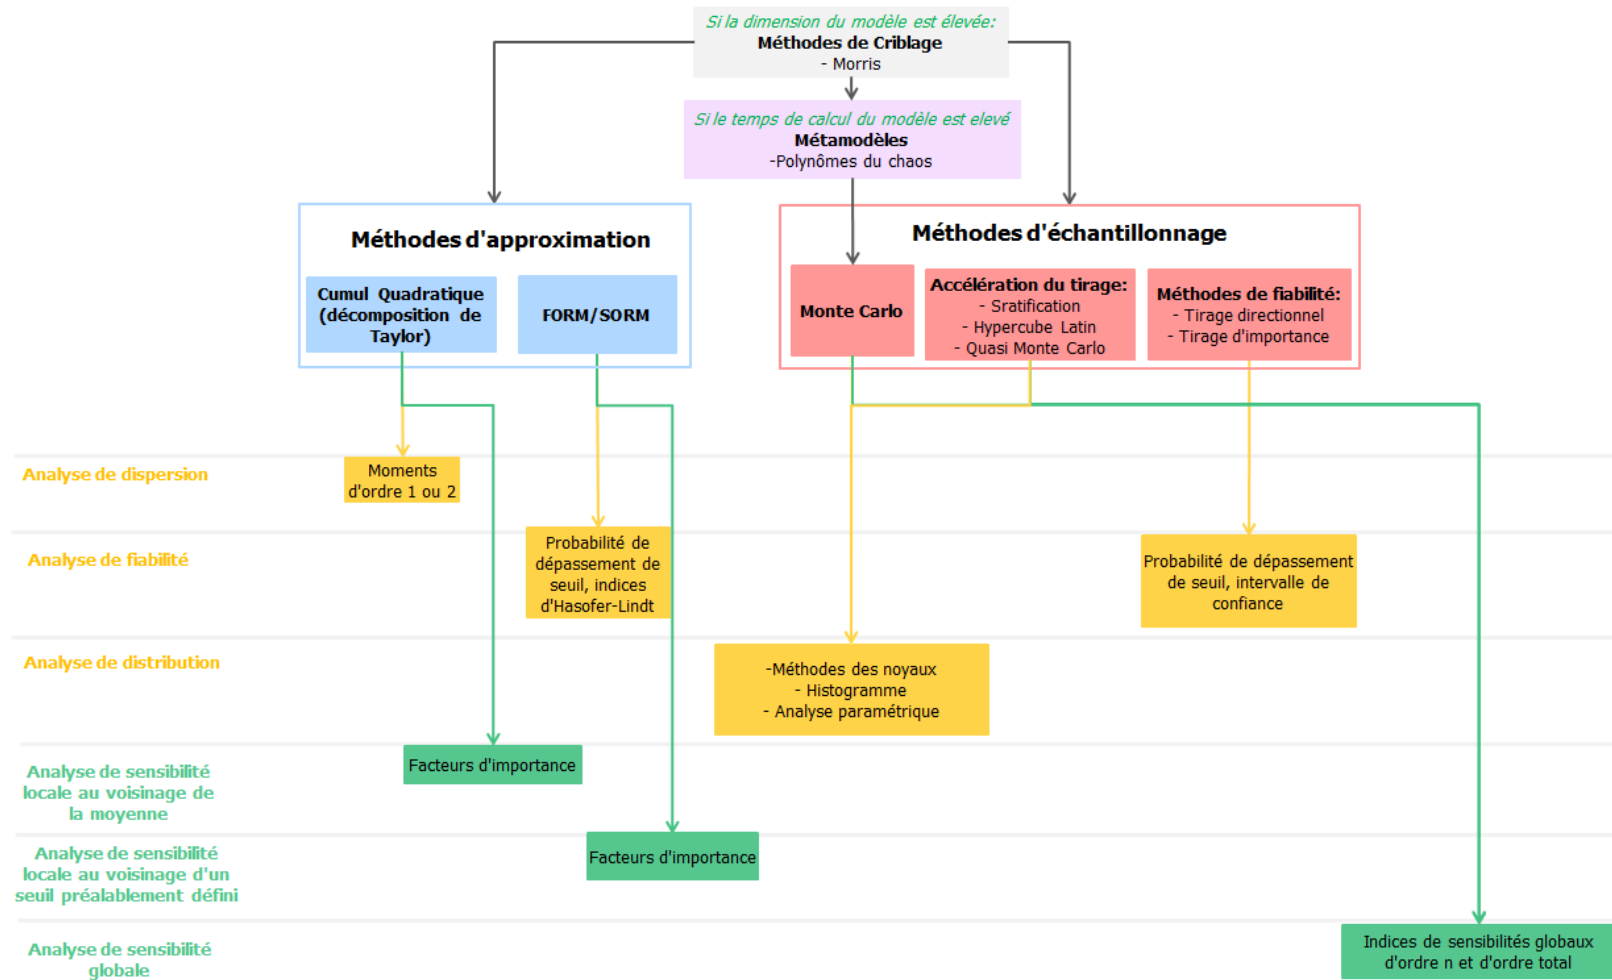 Si la dimension du modèle est élevée:
Méthodes de Criblage
- Morris
Si le temps de calcul du modèle est elevé
Métamodèles
-Polynômes du chaos
Méthodes d'approximation
Cumul Quadratique
(décomposition de
Taylor)
FORM/SORM
Méthodes d'échantillonnage
Monte Carlo
Accélération du tirage:
- Sratification
- Hypercube Latin
- Quasi Monte Carlo
Méthodes de fiabilité:
- Tirage directionnel
- Tirage d'importance
Analyse de dispersion
Moments
d'ordre 1 ou 2
Analyse de fiabilité
Probabilité de
dépassement de
seuil, indices
d'Hasofer-Lindt
Probabilité de dépassement
de seuil, intervalle de
confiance
Analyse de distribution
-Méthodes des noyaux
- Histogramme
- Analyse paramétrique
Analyse de sensibilité
locale au voisinage de
la moyenne
Facteurs d'importance
Analyse de sensibilité
locale au voisinage d'un
seuil préalablement défini
Facteurs d'importance
Analyse de sensibilité
globale
Indices de sensibilités globaux
d'ordre n et d'ordre total